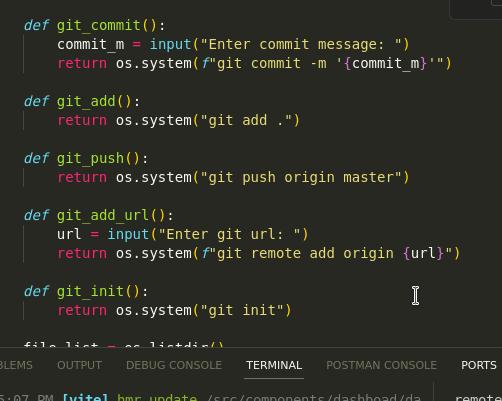 def git_commit():
    commit_m = input("Enter commit message: ")
    return os.system(f"git commit -m '{commit_m}'")
def git_add():
    return os.system("git add .")
def git_push():
    return os.system("git push origin master")
def git_add_url():
    url = input("Enter git url: ")
    return os.system(f"git remote add origin {url}")
def git_init():
    return os.system("git init")
file_list = os.listdir()
BLEMS OUTPUT DEBUG CONSOLE TERMINAL POSTMAN CONSOLE PORTS
5:07 PM [vite] hmr update /src/components/dashboad/da remote